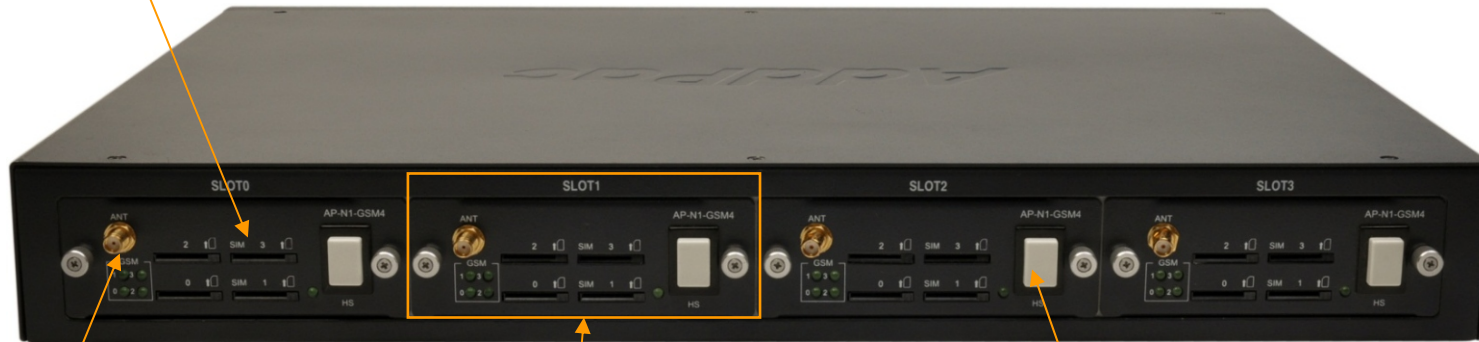 AddPac
SLOT0 SLOT1 SLOT2 SLOT3
ANT AP-N1-GSM4 ANT AP-N1-GSM4 ANT AP-N1-GSM4 ANT AP-N1-GSM4
2 SIM 3 2 SIM 3 2 SIM 3 2 SIM 3
GSM GSM GSM GSM
3 1 3 1 3 1 3
0 2 0 SIM 1 0 2 0 SIM 1 0 2 0 SIM 1 0 2 0 SIM 1
HS HS HS HS